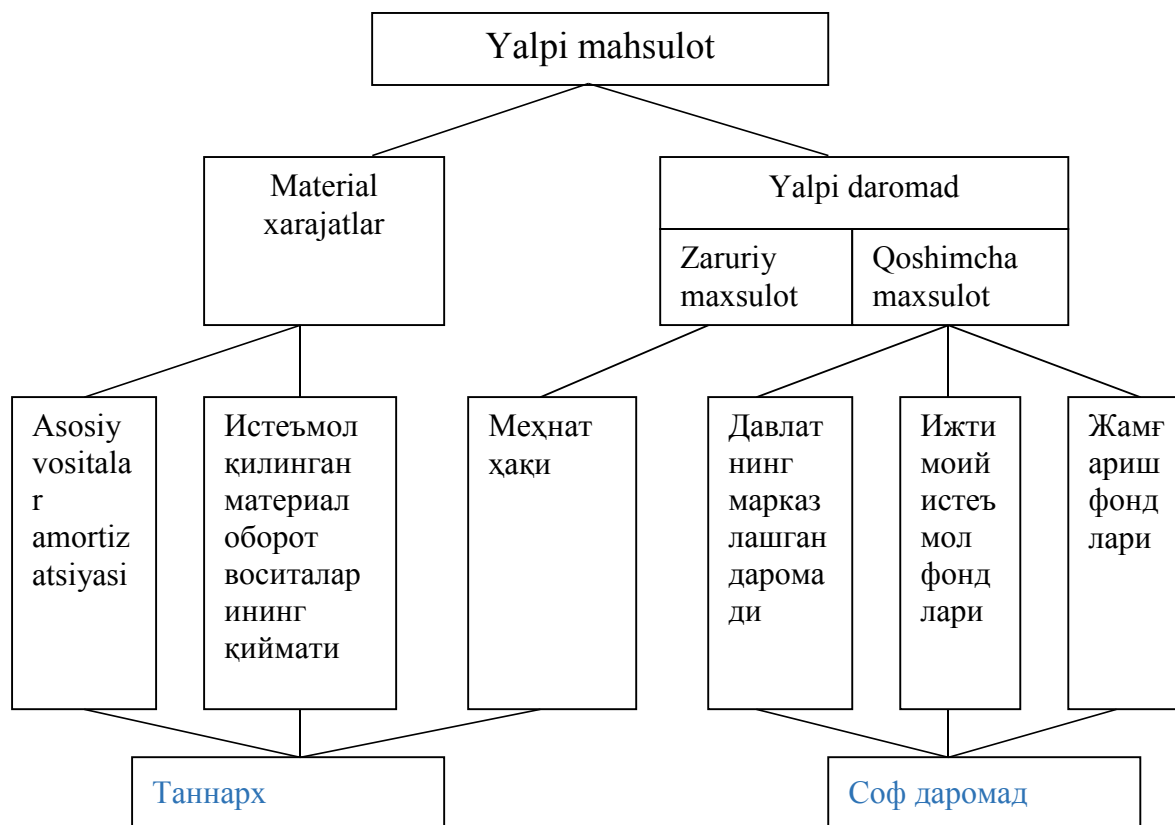 Yalpi mahsulot
Material
xarajatlar
Yalpi daromad
Zaruriy
maxsulot
Qoshimcha
maxsulot
Asosiy
vositala
r
amortiz
atsiyasi
Истеъмол
қилинган
материал
оборот
воситалар
ининг
қиймати
Меҳнат
ҳақи
Давлат
нинг
марказ
лашган
дарома
ди
Ижти
моий
истеъ
мол
фонд
лари
Жамғ
ариш
фонд
лари
Таннарх
Соф даромад